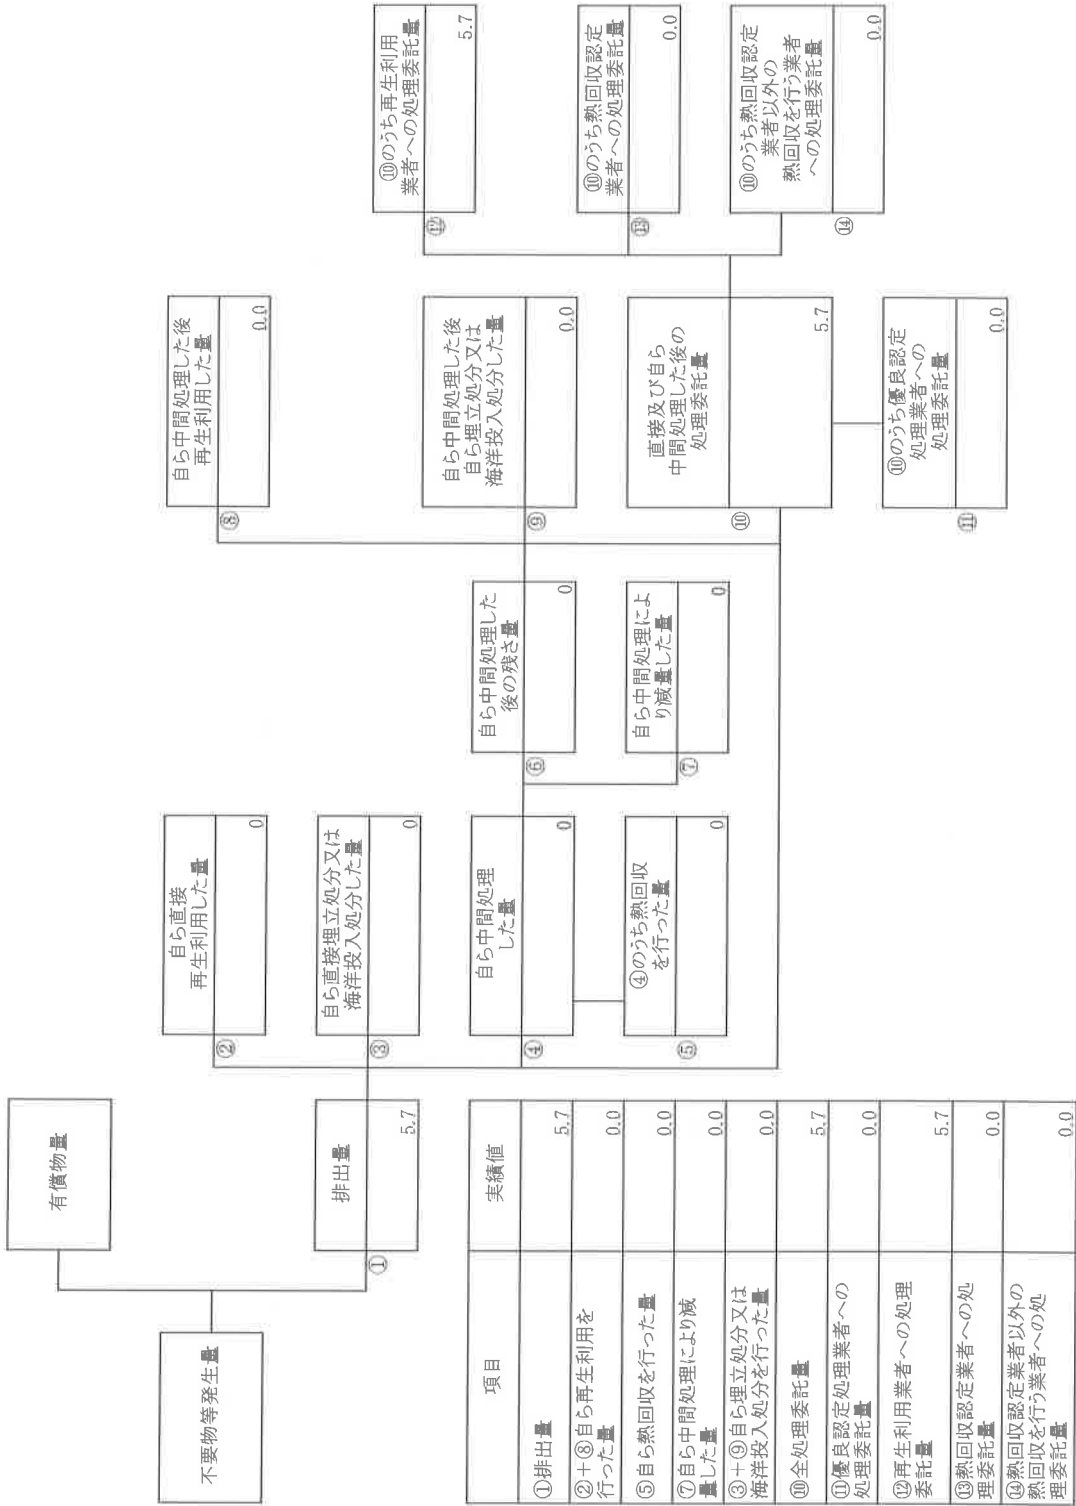 不要物等発生量
有償物量
①
排出量
5.7
②
自ら直接
再生利用した量
0
③
自ら直接埋立処分又は
海洋投入処分した量
0
④
自ら中間処理
した量
0
⑤
④のうち熱回収
を行った量
0
⑥
自ら中間処理した
後の残さ量
0
⑦
自ら中間処理によ
り減量した量
0
⑧
自ら中間処理した後
再生利用した量
0.0
⑨
自ら中間処理した後
自ら埋立処分又は
海洋投入処分した量
0.0
⑩
直接及び自ら
中間処理した後の
処理委託量
5.7
⑪
⑩のうち優良認定
処理業者への
処理委託量
0.0
⑫
⑩のうち再生利用
業者への処理委託量
5.7
⑬
⑩のうち熱回収認定
業者への処理委託量
0.0
⑭
⑩のうち熱回収認定
業者以外の
熱回収を行う業者
への処理委託量
0.0
項目 実績値
①排出量 5.7
②+⑧自ら再生利用を
行った量 0.0
⑤自ら熱回収を行った量 0.0
⑦自ら中間処理により減
量した量 0.0
③+⑨自ら埋立処分又は
海洋投入処分を行った量 0.0
⑩全処理委託量 5.7
⑪優良認定処理業者への
処理委託量 0.0
⑫再生利用業者への処理
委託量 5.7
⑬熱回収認定業者への処
理委託量 0.0
⑭熱回収認定業者以外の
熱回収を行う業者への処
理委託量 0.0